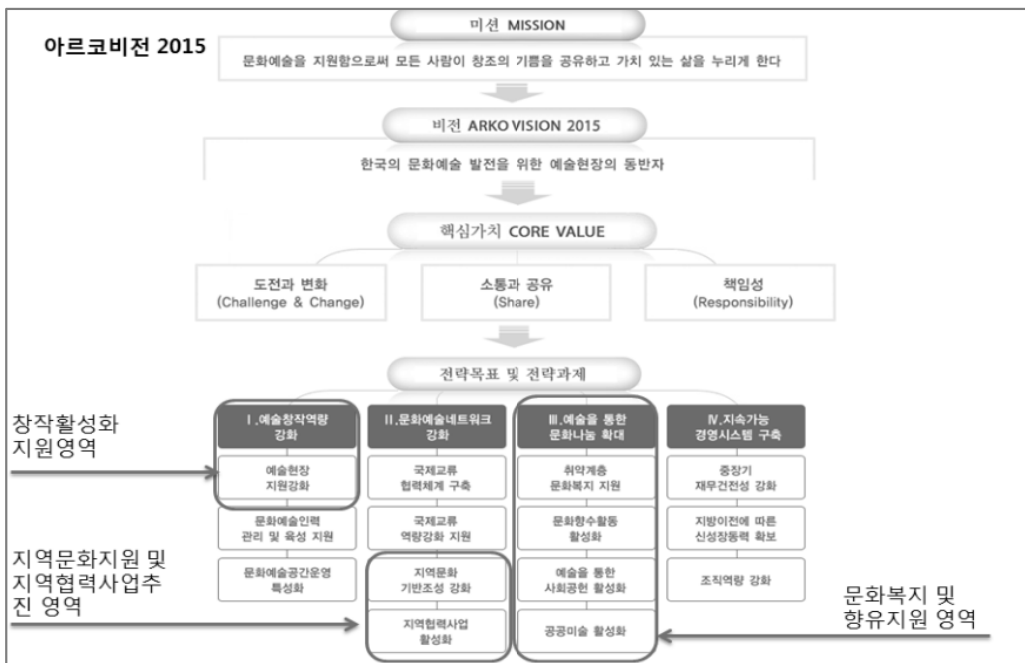 아르코비전 2015
미션 MISSION
문화예술을 지원함으로써 모든 사람이 창조의 기쁨을 공유하고 가치 있는 삶을 누리게 한다
비전 ARKO VISION 2015
한국의 문화예술 발전을 위한 예술현장의 동반자
핵심가치 CORE VALUE
도전과 변화
(Challenge & Change)
소통과 공유
(Share)
책임성
(Responsibility)
전략목표 및 전략과제
창작활성화
지원영역
Ⅰ.예술창작역량
강화
예술현장
지원강화
문화예술인력
관리 및 육성 지원
문화예술공간운영
특성화
Ⅱ.문화예술네트워크
강화
국제교류
협력체계 구축
국제교류
역량강화 지원
지역문화
기반조성 강화
지역협력사업
활성화
Ⅲ.예술을 통한
문화나눔 확대
취약계층
문화복지 지원
문화향수활동
활성화
예술을 통한
사회공헌 활성화
공공미술 활성화
Ⅳ.지속가능
경영시스템 구축
중장기
재무건전성 강화
지방이전에 따른
신성장동력 확보
조직역량 강화
지역문화지원 및
지역협력사업추
진 영역
문화복지 및
향유지원 영역